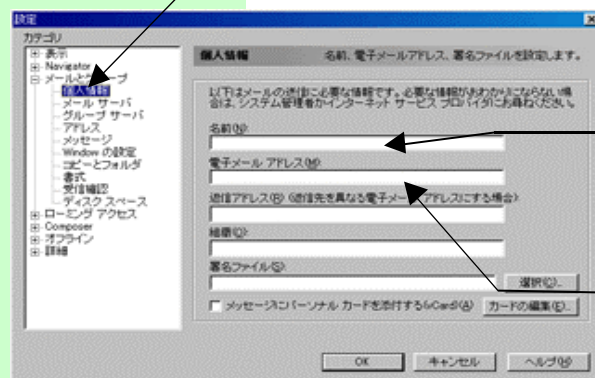 設定
カテゴリ
表示
Navigator
メールとグループ
個人情報
メール サーバ
グループ サーバ
アドレス
メッセージ
Window の設定
コピーとフォルダ
書式
受信確認
ディスク スペース
ローミング アクセス
Composer
オフライン
詳細
個人情報 名前、電子メールアドレス、署名ファイルを設定します。
以下はメールの送信に必要な情報です。必要な情報がおわかりにならない場
合は、システム管理者かインターネット サービス プロバイダにお尋ねください。
名前(N):
電子メール アドレス(M):
返信アドレス(R) (返信先を異なる電子メール アドレスにする場合):
組織(O):
署名ファイル(S):
選択(C)...
メッセージにパーソナル カードを添付する(vCard)(A) カードの編集(E)...
OK キャンセル ヘルプ(H)